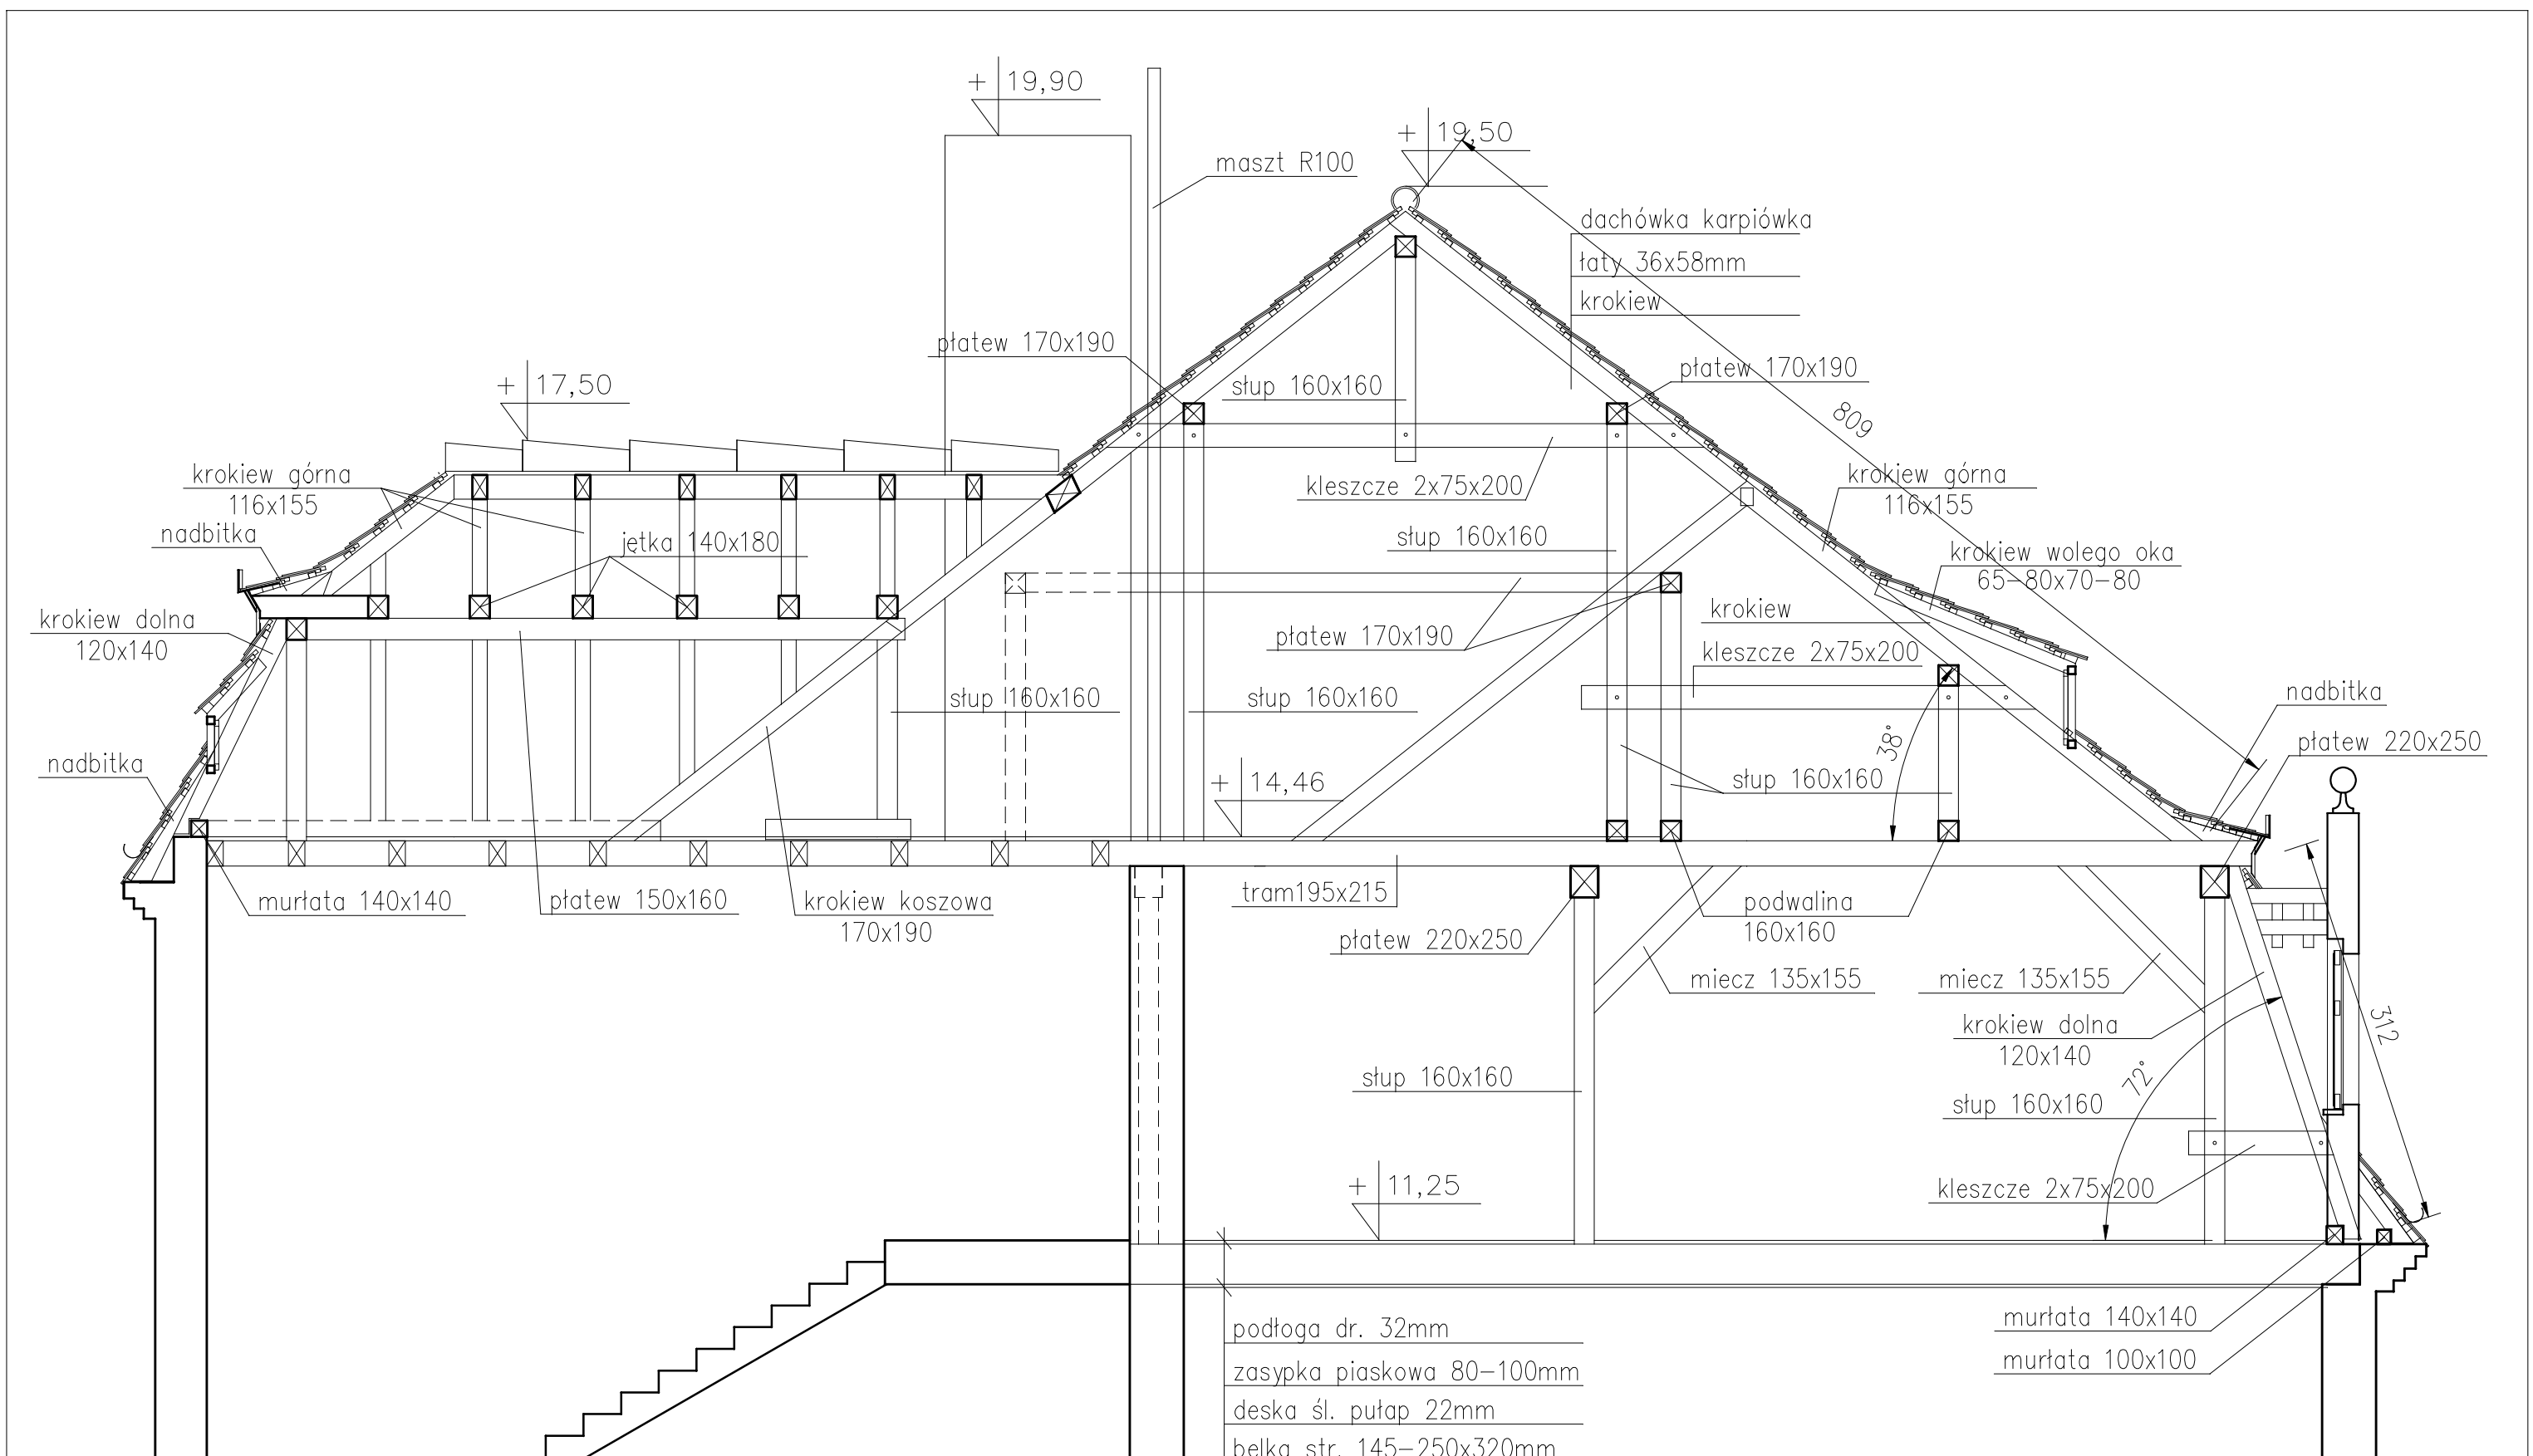 + 19,90
+ 19,50
maszt R100
dachówka karpiówka
łaty 36x58mm
krokiew
płatew 170x190
płatew 170x190
+ 17,50
słup 160x160
809
krokiew górna
116x155
kleszcze 2x75x200
krokiew górna
116x155
nadbitka
jętka 140x180
słup 160x160
krokiew wolego oka
65-80x70-80
krokiew dolna
120x140
krokiew
płatew 170x190
kleszcze 2x75x200
słup 160x160
słup 160x160
nadbitka
38°
płatew 220x250
nadbitka
+ 14,46
słup 160x160
murłata 140x140
płatew 150x160
krokiew koszowa
170x190
tram195x215
podwalina
160x160
płatew 220x250
miecz 135x155
miecz 135x155
krokiew dolna
120x140
312
72°
słup 160x160
słup 160x160
+ 11,25
kleszcze 2x75x200
murłata 140x140
murłata 100x100
podłoga dr. 32mm
zasypka piaskowa 80-100mm
deska śl. pułap 22mm
belka str. 145-250x320mm